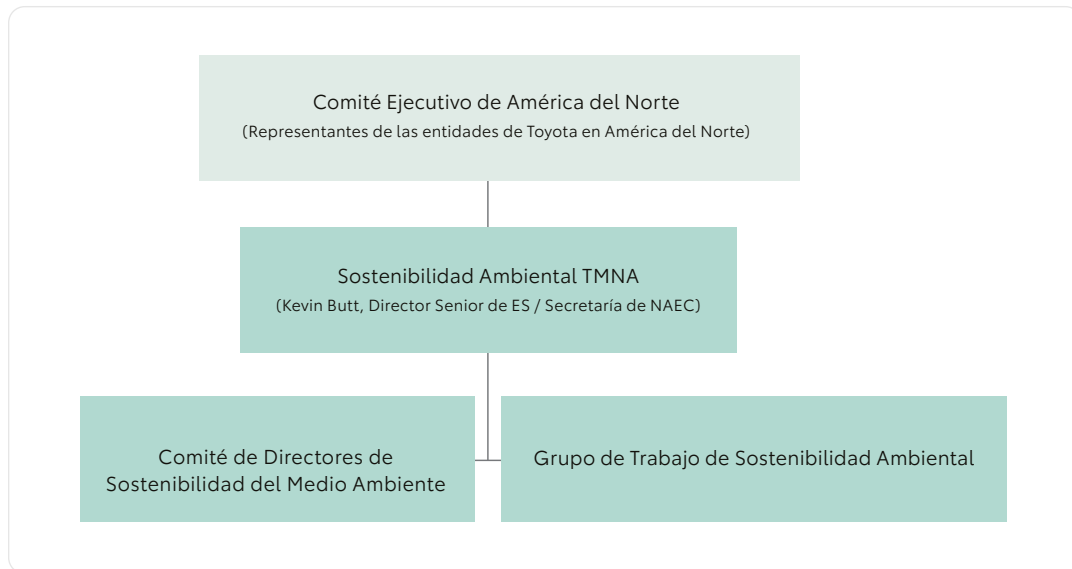 Comité Ejecutivo de América del Norte
(Representantes de las entidades de Toyota en América del Norte)
Sostenibilidad Ambiental TMNA
(Kevin Butt, Director Senior de ES / Secretaría de NAEC)
Comité de Directores de
Sostenibilidad del Medio Ambiente
Grupo de Trabajo de Sostenibilidad Ambiental